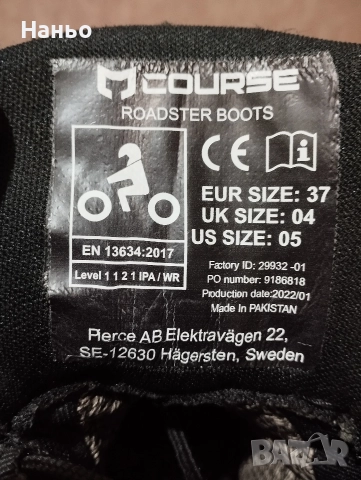 Наньо
COURSE
ROADSTER BOOTS
CE
i
EUR SIZE: 37
UK SIZE: 04
US SIZE: 05
EN 13634:2017
Level 1 1 2 1 IPA / WR
Factory ID: 29932 -01
PO number: 9186818
Production date:2022/01
Made In PAKISTAN
Pierce AB Elektravägen 22,
SE-12630 Hägersten, Sweden
BAZAR